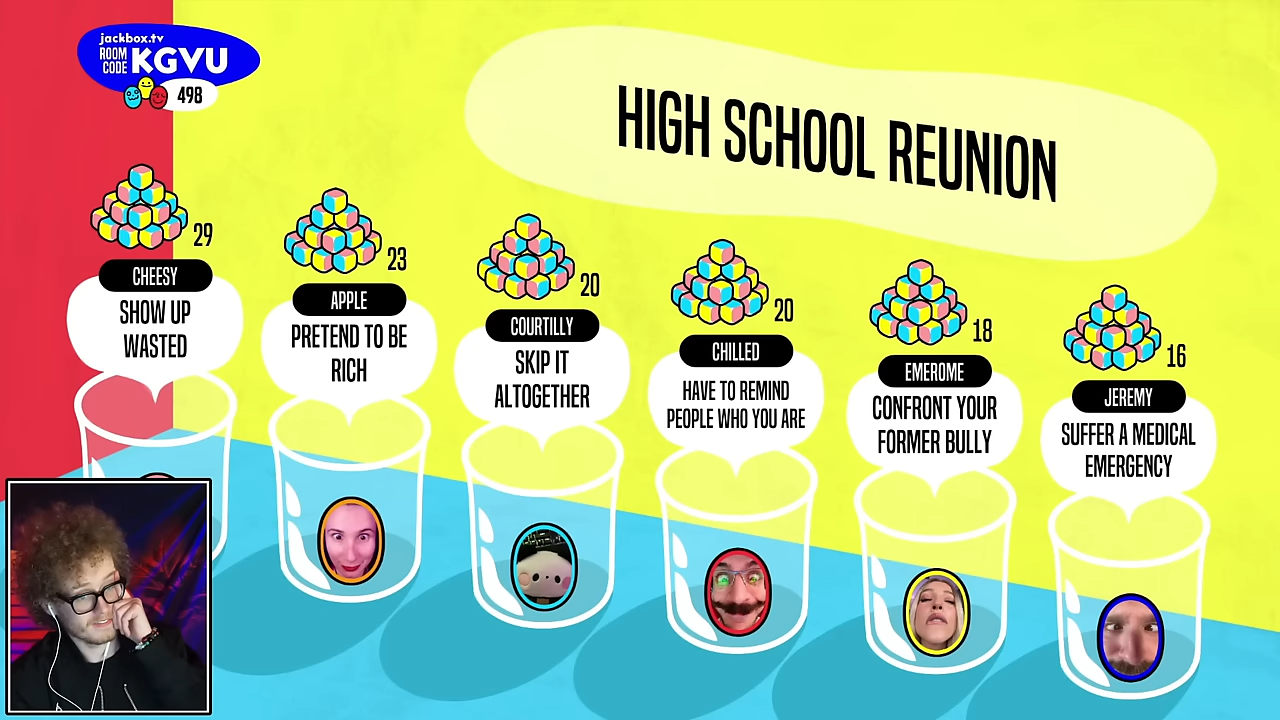 jackbox.tv
ROOM
CODE
KGVU
498
HIGH SCHOOL REUNION
29
CHEESY
SHOW UP
WASTED
23
APPLE
PRETEND TO BE
RICH
20
COURTILLY
SKIP IT
ALTOGETHER
20
CHILLED
HAVE TO REMIND
PEOPLE WHO YOU ARE
18
EMEROME
CONFRONT YOUR
FORMER BULLY
16
JEREMY
SUFFER A MEDICAL
EMERGENCY